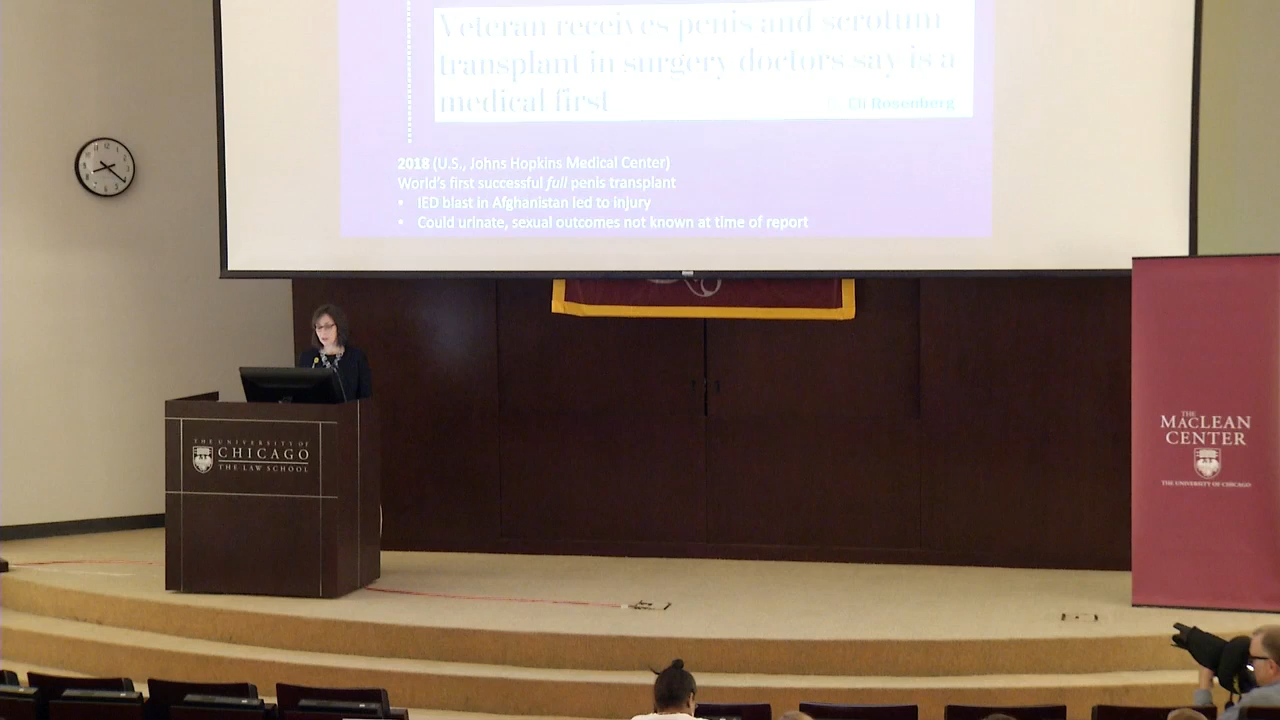 Veteran receives penis and scrotum
transplant in surgery doctors say is a
medical first
Eli Rosenberg
2018 (U.S., Johns Hopkins Medical Center)
World's first successful full penis transplant
• IED blast in Afghanistan led to injury
• Could urinate, sexual outcomes not known at time of report
THE UNIVERSITY OF
CHICAGO
THE LAW SCHOOL
THE
MACLEAN
CENTER
THE UNIVERSITY OF CHICAGO